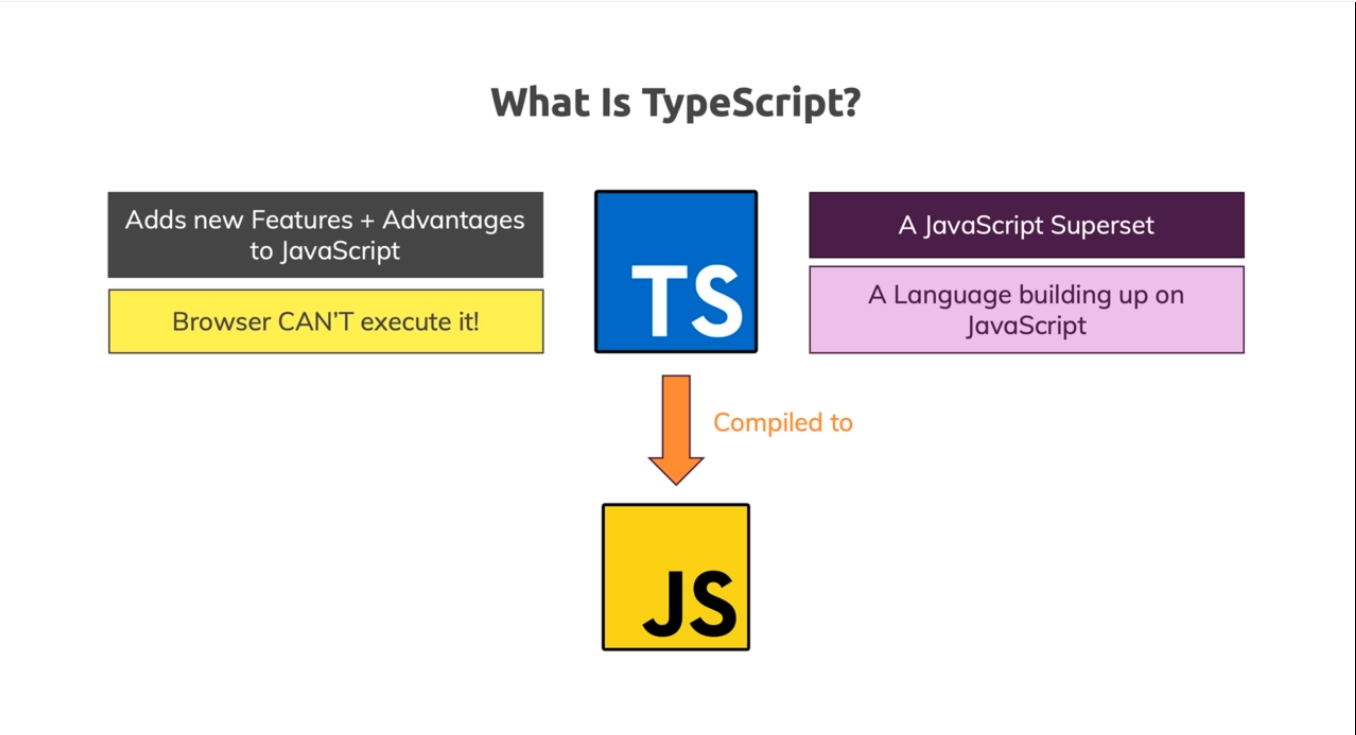 What Is TypeScript?
Adds new Features + Advantages
to JavaScript
Browser CAN'T execute it!
TS
A JavaScript Superset
A Language building up on
JavaScript
Compiled to
JS